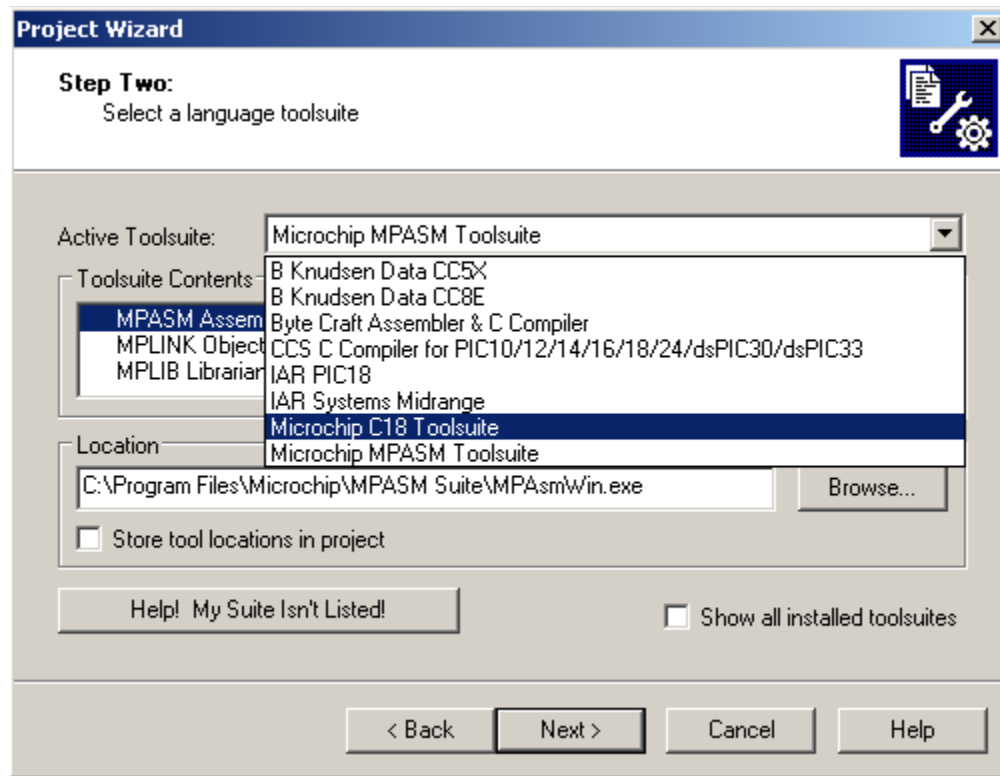 Project Wizard
Step Two:
Select a language toolsuite
Active Toolsuite:
Microchip MPASM Toolsuite
B Knudsen Data CC5X
B Knudsen Data CC8E
Byte Craft Assembler & C Compiler
CCS C Compiler for PIC10/12/14/16/18/24/dsPIC30/dsPIC33
IAR PIC18
IAR Systems Midrange
Microchip C18 Toolsuite
Microchip MPASM Toolsuite
Toolsuite Contents
MPASM Assem
MPLINK Object
MPLIB Librarian
Location
C:\Program Files\Microchip\MPASM Suite\MPAsmWin.exe
Browse...
Store tool locations in project
Help! My Suite Isn't Listed!
Show all installed toolsuites
< Back
Next >
Cancel
Help